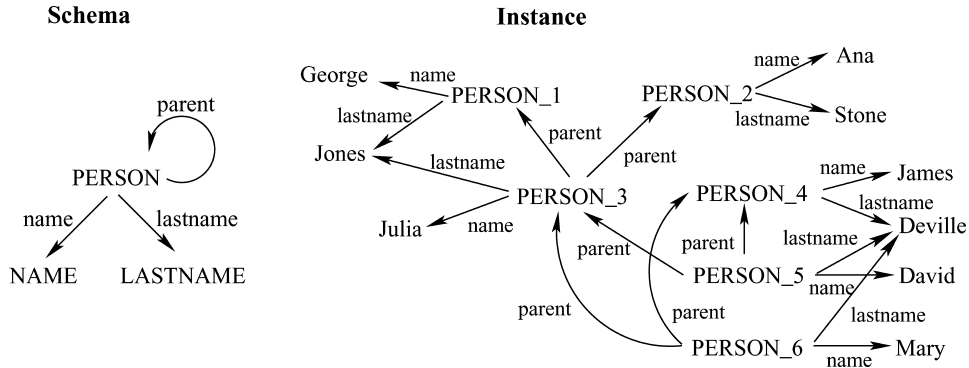 Schema
Instance
parent
PERSON
name
lastname
NAME
LASTNAME
George
name
PERSON_1
lastname
Jones
PERSON_2
name
Ana
lastname
Stone
parent
parent
lastname
PERSON_3
Julia
name
PERSON_4
name
James
lastname
Deville
parent
parent
lastname
PERSON_5
name
David
parent
parent
lastname
PERSON_6
name
Mary